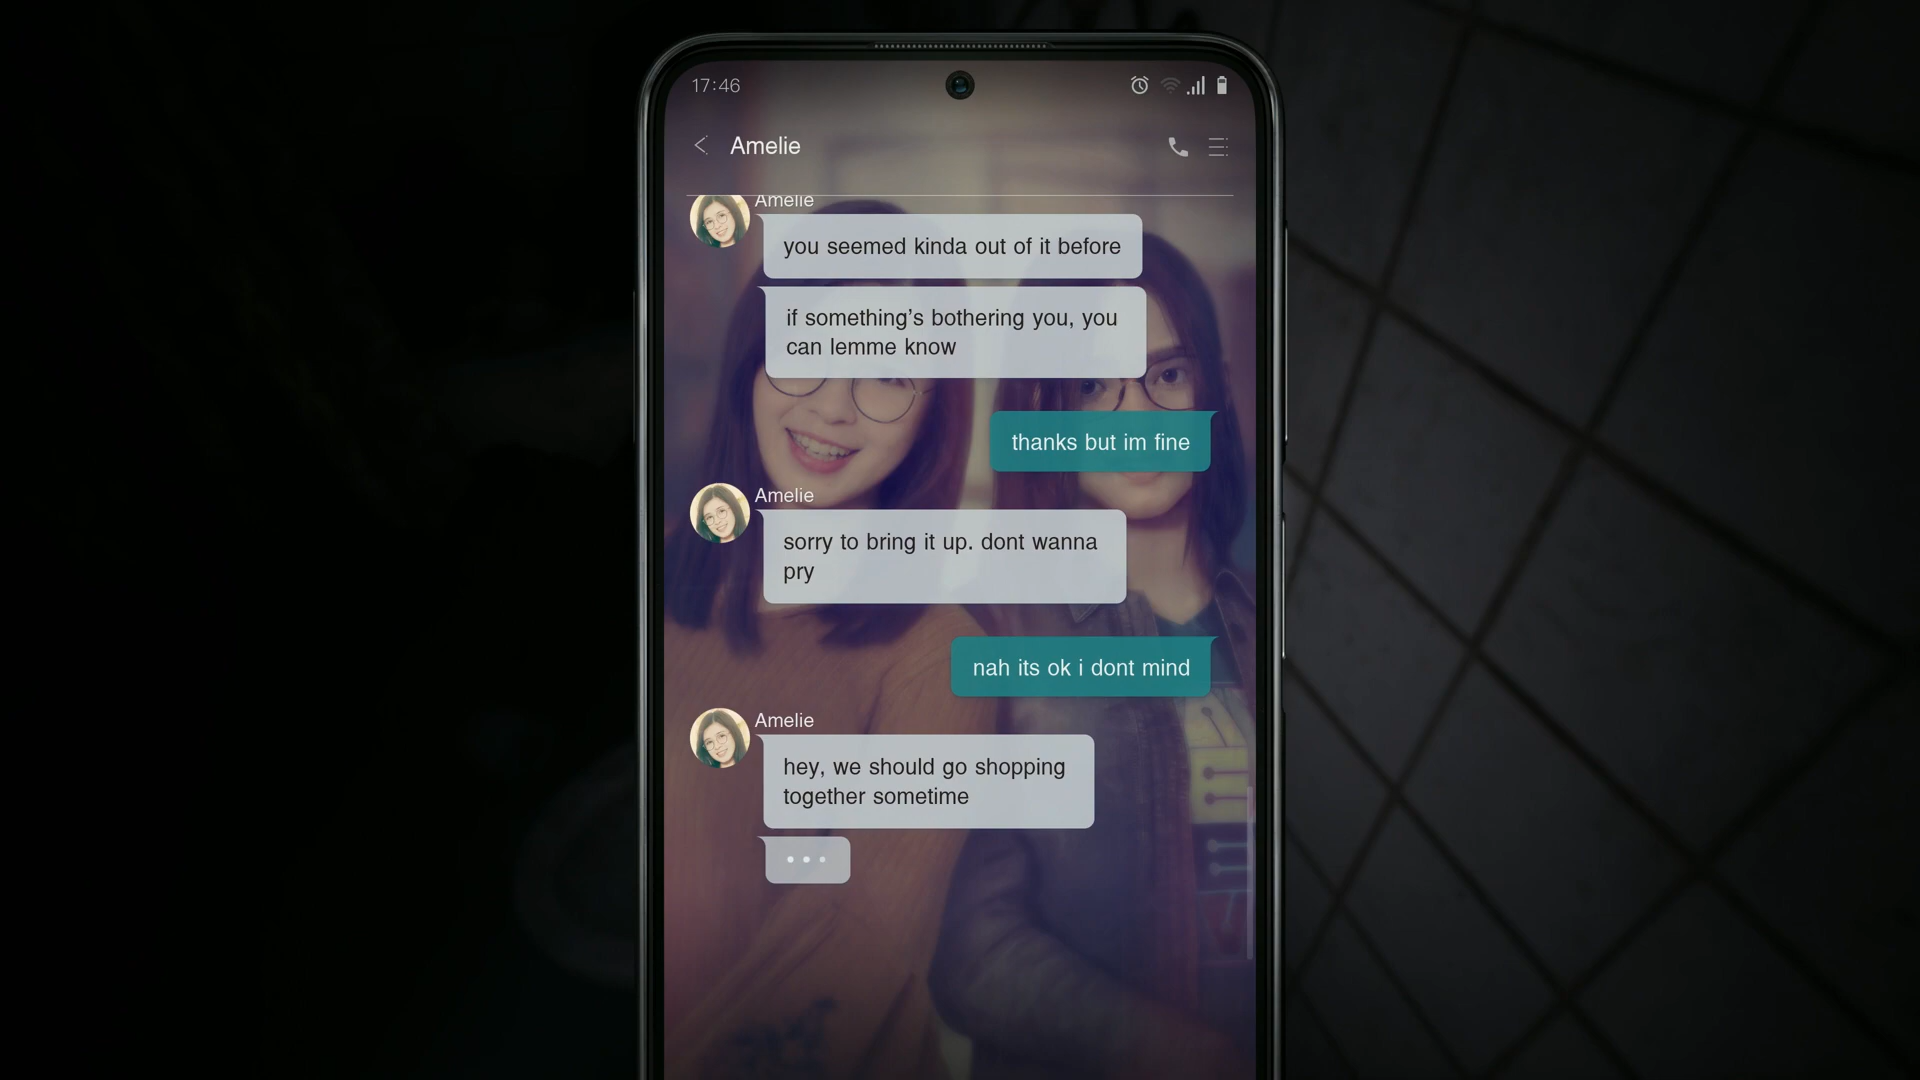 17:46
Amelie
Amelie
you seemed kinda out of it before
if something’s bothering you, you
can lemme know
thanks but im fine
Amelie
sorry to bring it up. dont wanna
pry
nah its ok i dont mind
Amelie
hey, we should go shopping
together sometime